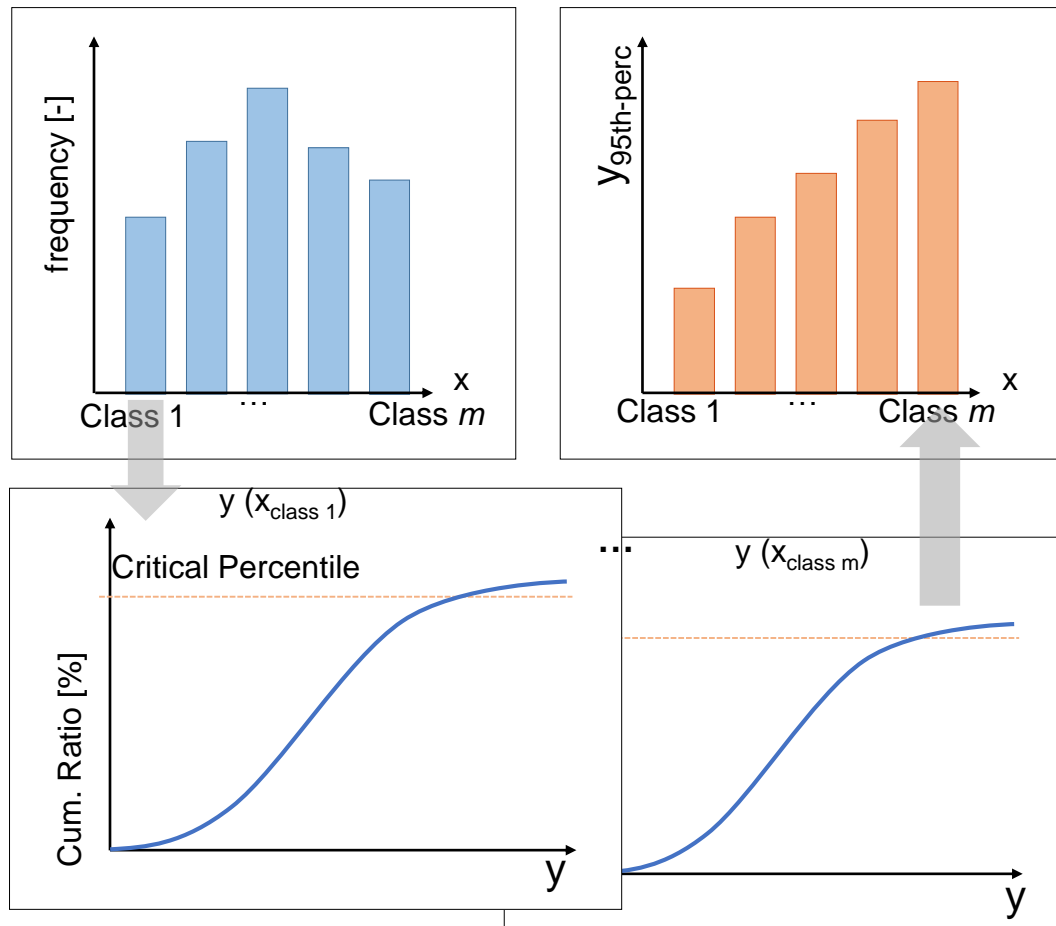 frequency [-]
x
Class 1
...
Class m
y95th-perc
x
Class 1
...
Class m
y (xclass 1)
Critical Percentile
Cum. Ratio [%]
y
...
y (xclass m)
y